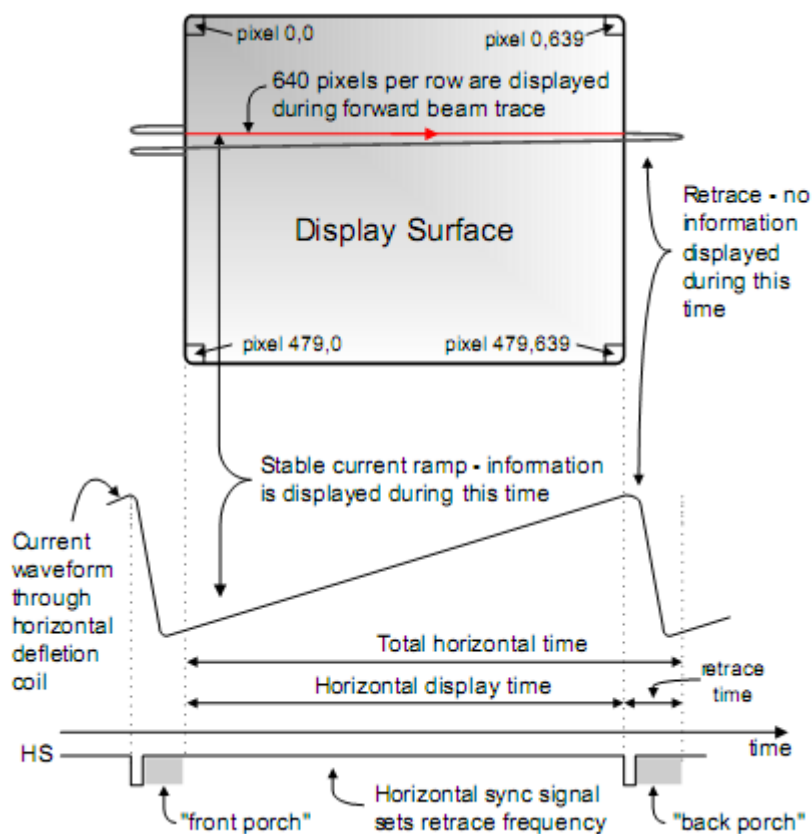 pixel 0,0
pixel 0,639
640 pixels per row are displayed
during forward beam trace
Retrace - no
information
displayed
during this
time
Display Surface
pixel 479,0
pixel 479,639
Stable current ramp - information
is displayed during this time
Current
waveform
through
horizontal
defletion
coil
Total horizontal time
Horizontal display time
retrace
time
HS
time
"front porch"
Horizontal sync signal
sets retrace frequency
"back porch"